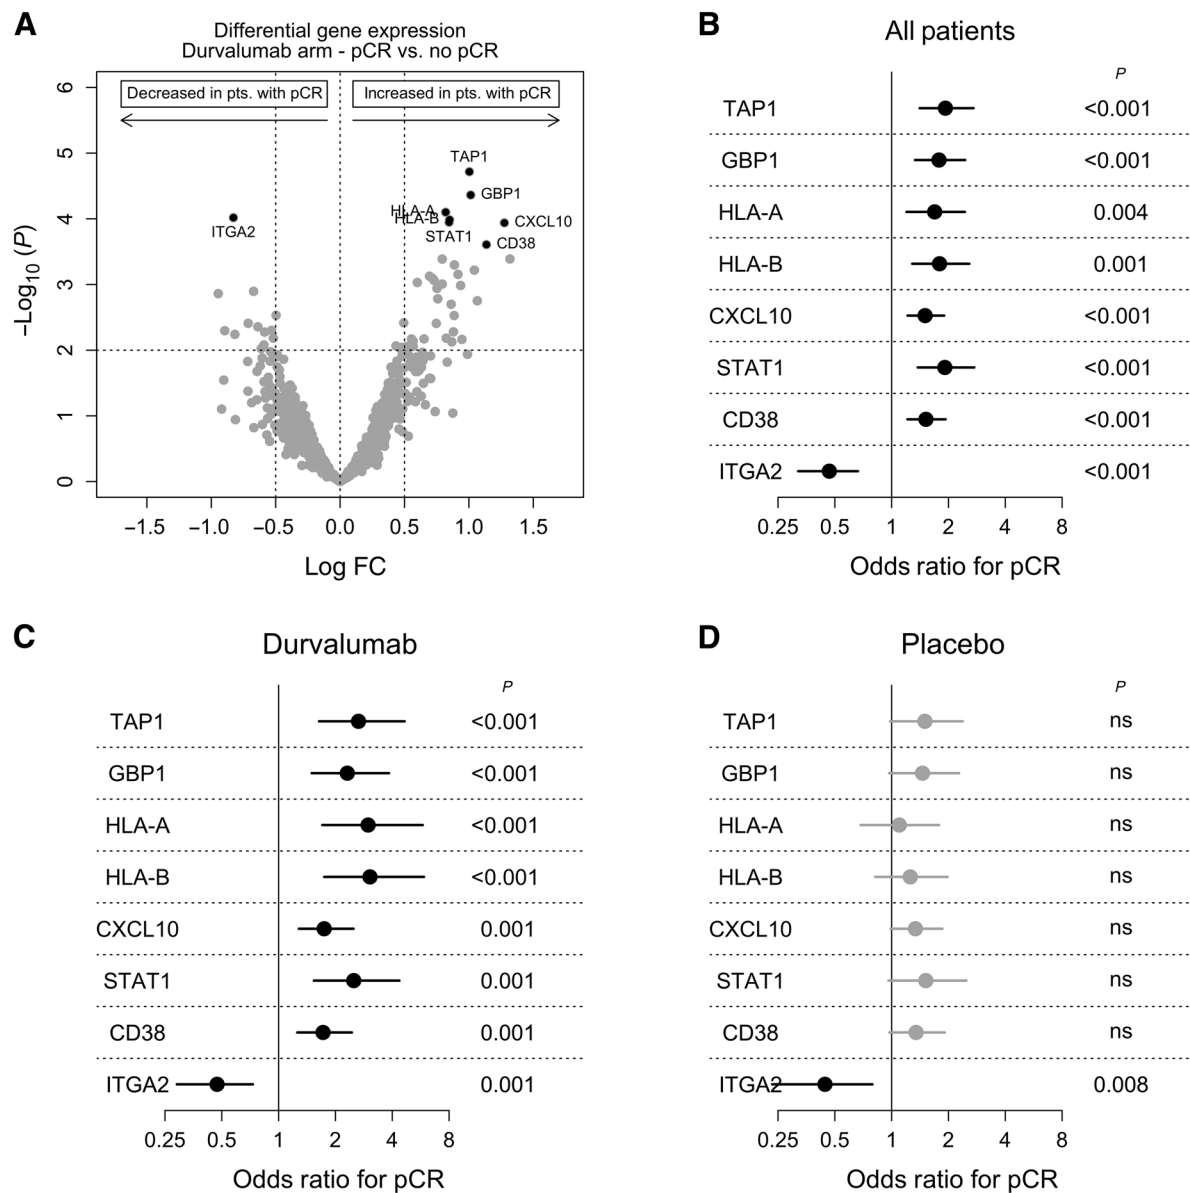 A
Differential gene expression
Durvalumab arm - pCR vs. no pCR
Decreased in pts. with pCR
Increased in pts. with pCR
TAP1
GBP1
HLA-A
HLA-B
CXCL10
STAT1
CD38
ITGA2
−Log10 (P)
6
5
4
3
2
1
0
−1.5 −1.0 −0.5 0.0 0.5 1.0 1.5
Log FC
B
All patients
P
TAP1 <0.001
GBP1 <0.001
HLA-A 0.004
HLA-B 0.001
CXCL10 <0.001
STAT1 <0.001
CD38 <0.001
ITGA2 <0.001
0.25 0.5 1 2 4 8
Odds ratio for pCR
C
Durvalumab
P
TAP1 <0.001
GBP1 <0.001
HLA-A <0.001
HLA-B <0.001
CXCL10 0.001
STAT1 0.001
CD38 0.001
ITGA2 0.001
0.25 0.5 1 2 4 8
Odds ratio for pCR
D
Placebo
P
TAP1 ns
GBP1 ns
HLA-A ns
HLA-B ns
CXCL10 ns
STAT1 ns
CD38 ns
ITGA2 0.008
0.25 0.5 1 2 4 8
Odds ratio for pCR